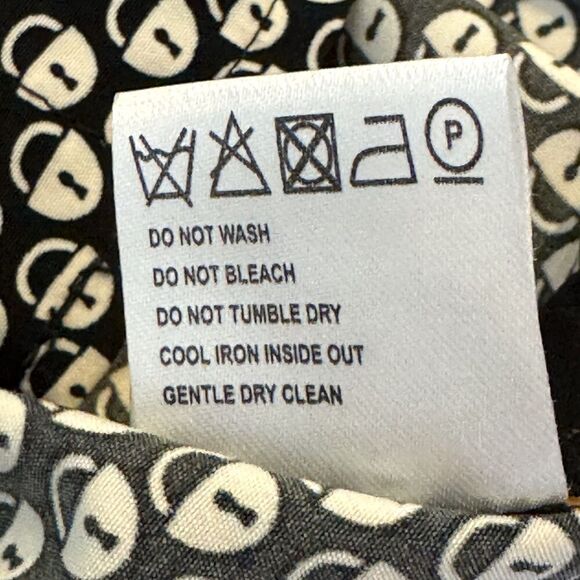 P
DO NOT WASH
DO NOT BLEACH
DO NOT TUMBLE DRY
COOL IRON INSIDE OUT
GENTLE DRY CLEAN